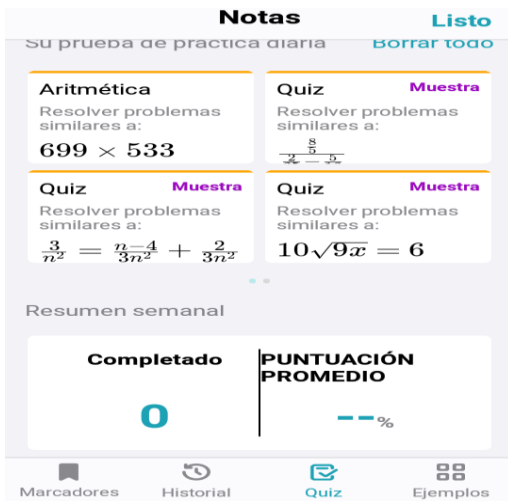 Notas
Listo
Su prueba de práctica diaria
Borrar todo
Aritmética
Resolver problemas
similares a:
699 × 533
Quiz
Muestra
Resolver problemas
similares a:
8
5
Quiz
Muestra
Resolver problemas
similares a:
3/n² = n−4/3n² + 2/3n²
Quiz
Muestra
Resolver problemas
similares a:
10√9x = 6
Resumen semanal
Completado
PUNTUACIÓN
PROMEDIO
0
--%
Marcadores
Historial
Quiz
Ejemplos